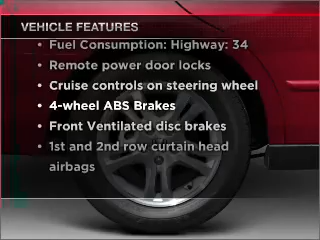 VEHICLE FEATURES
• Fuel Consumption: Highway: 34
• Remote power door locks
• Cruise controls on steering wheel
• 4-wheel ABS Brakes
• Front Ventilated disc brakes
• 1st and 2nd row curtain head
airbags